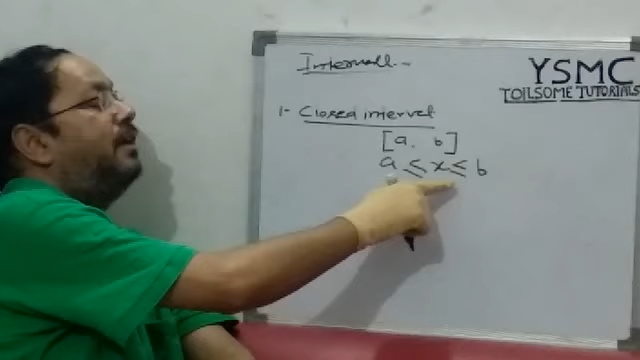 Intervall.-
YSMC
TOILSOME TUTORIALS
1- Closed interval
[a, b]
a ≤ x ≤ b